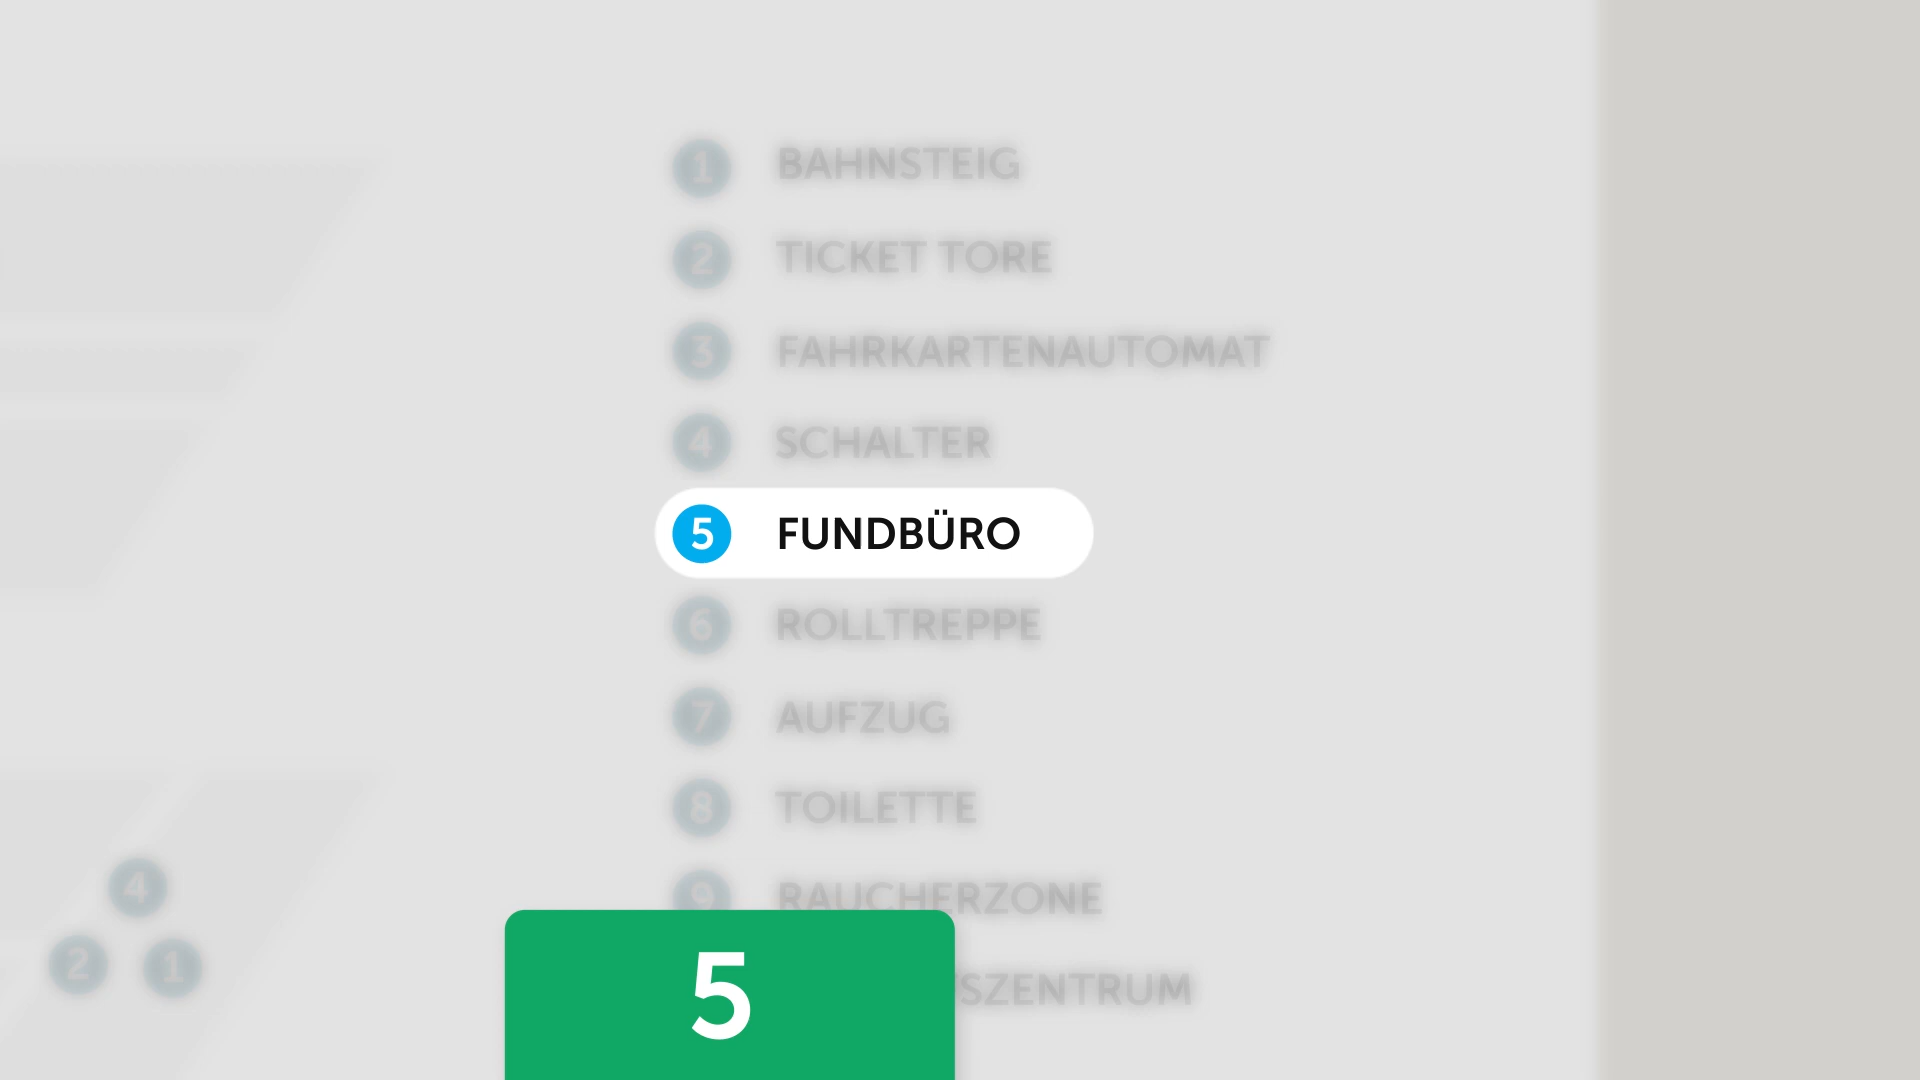 1 BAHNSTEIG
2 TICKET TORE
3 FAHRKARTENAUTOMAT
4 SCHALTER
5 FUNDBÜRO
6 ROLLTREPPE
7 AUFZUG
8 TOILETTE
9 RAUCHERZONE
SZENTRUM
4
2 1
5